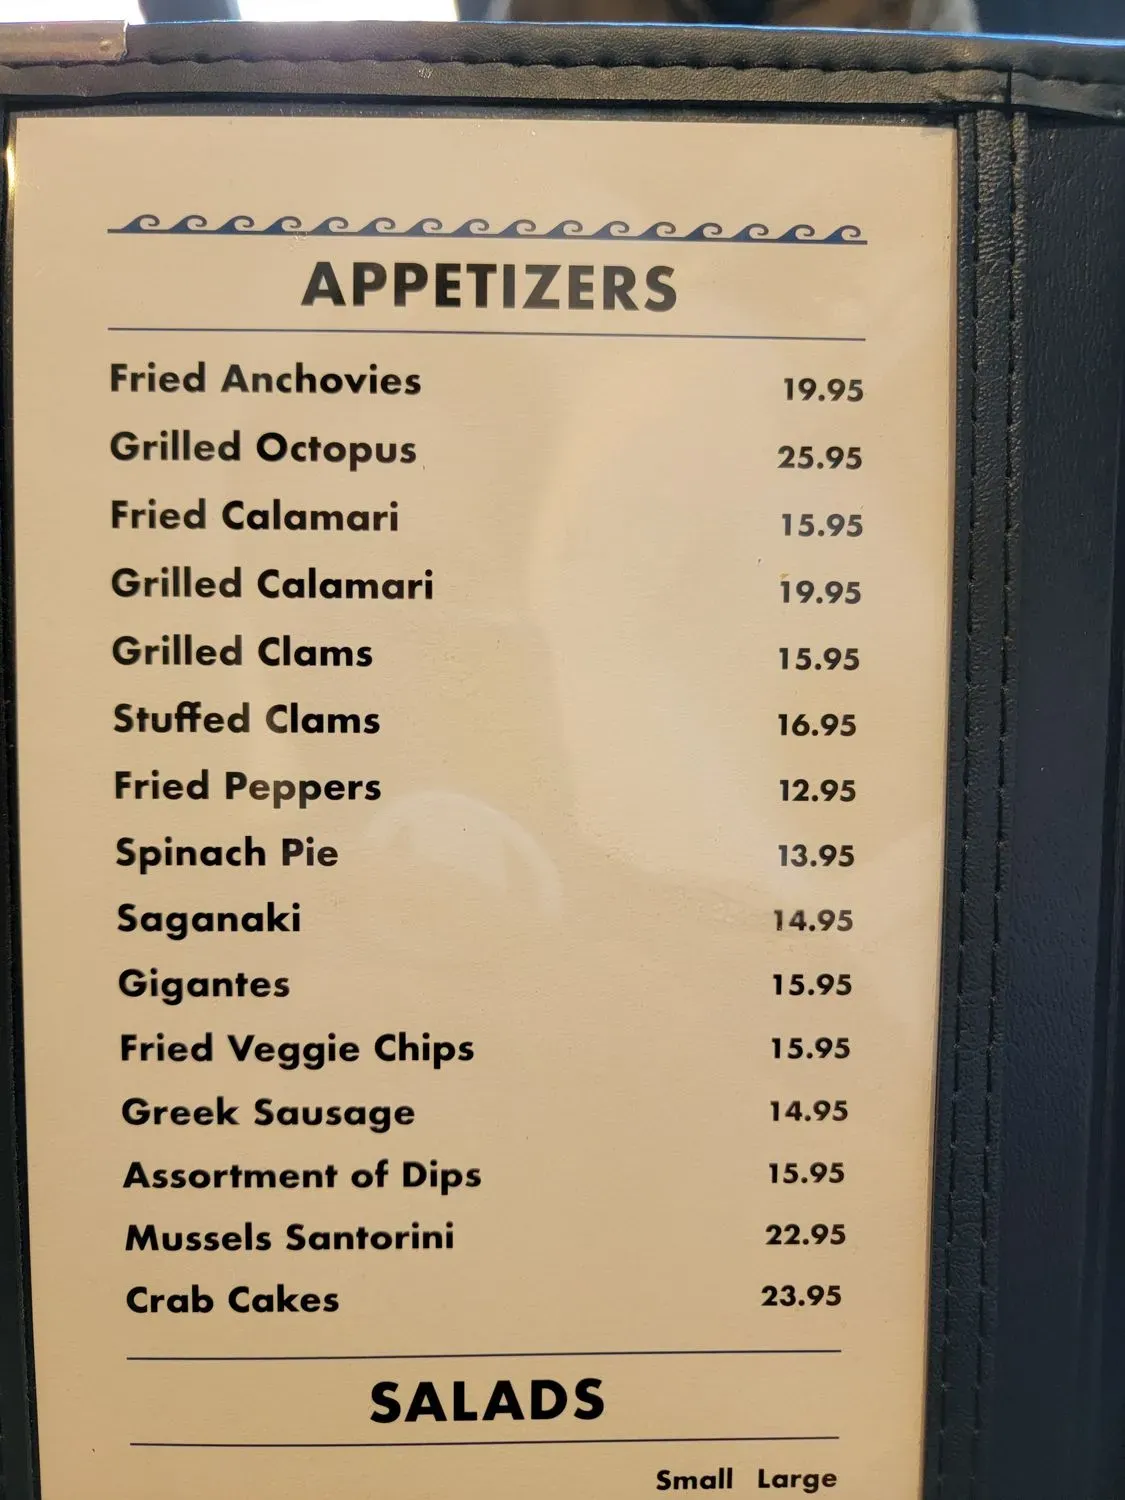 APPETIZERS
Fried Anchovies 19.95
Grilled Octopus 25.95
Fried Calamari 15.95
Grilled Calamari 19.95
Grilled Clams 15.95
Stuffed Clams 16.95
Fried Peppers 12.95
Spinach Pie 13.95
Saganaki 14.95
Gigantes 15.95
Fried Veggie Chips 15.95
Greek Sausage 14.95
Assortment of Dips 15.95
Mussels Santorini 22.95
Crab Cakes 23.95
SALADS
Small Large